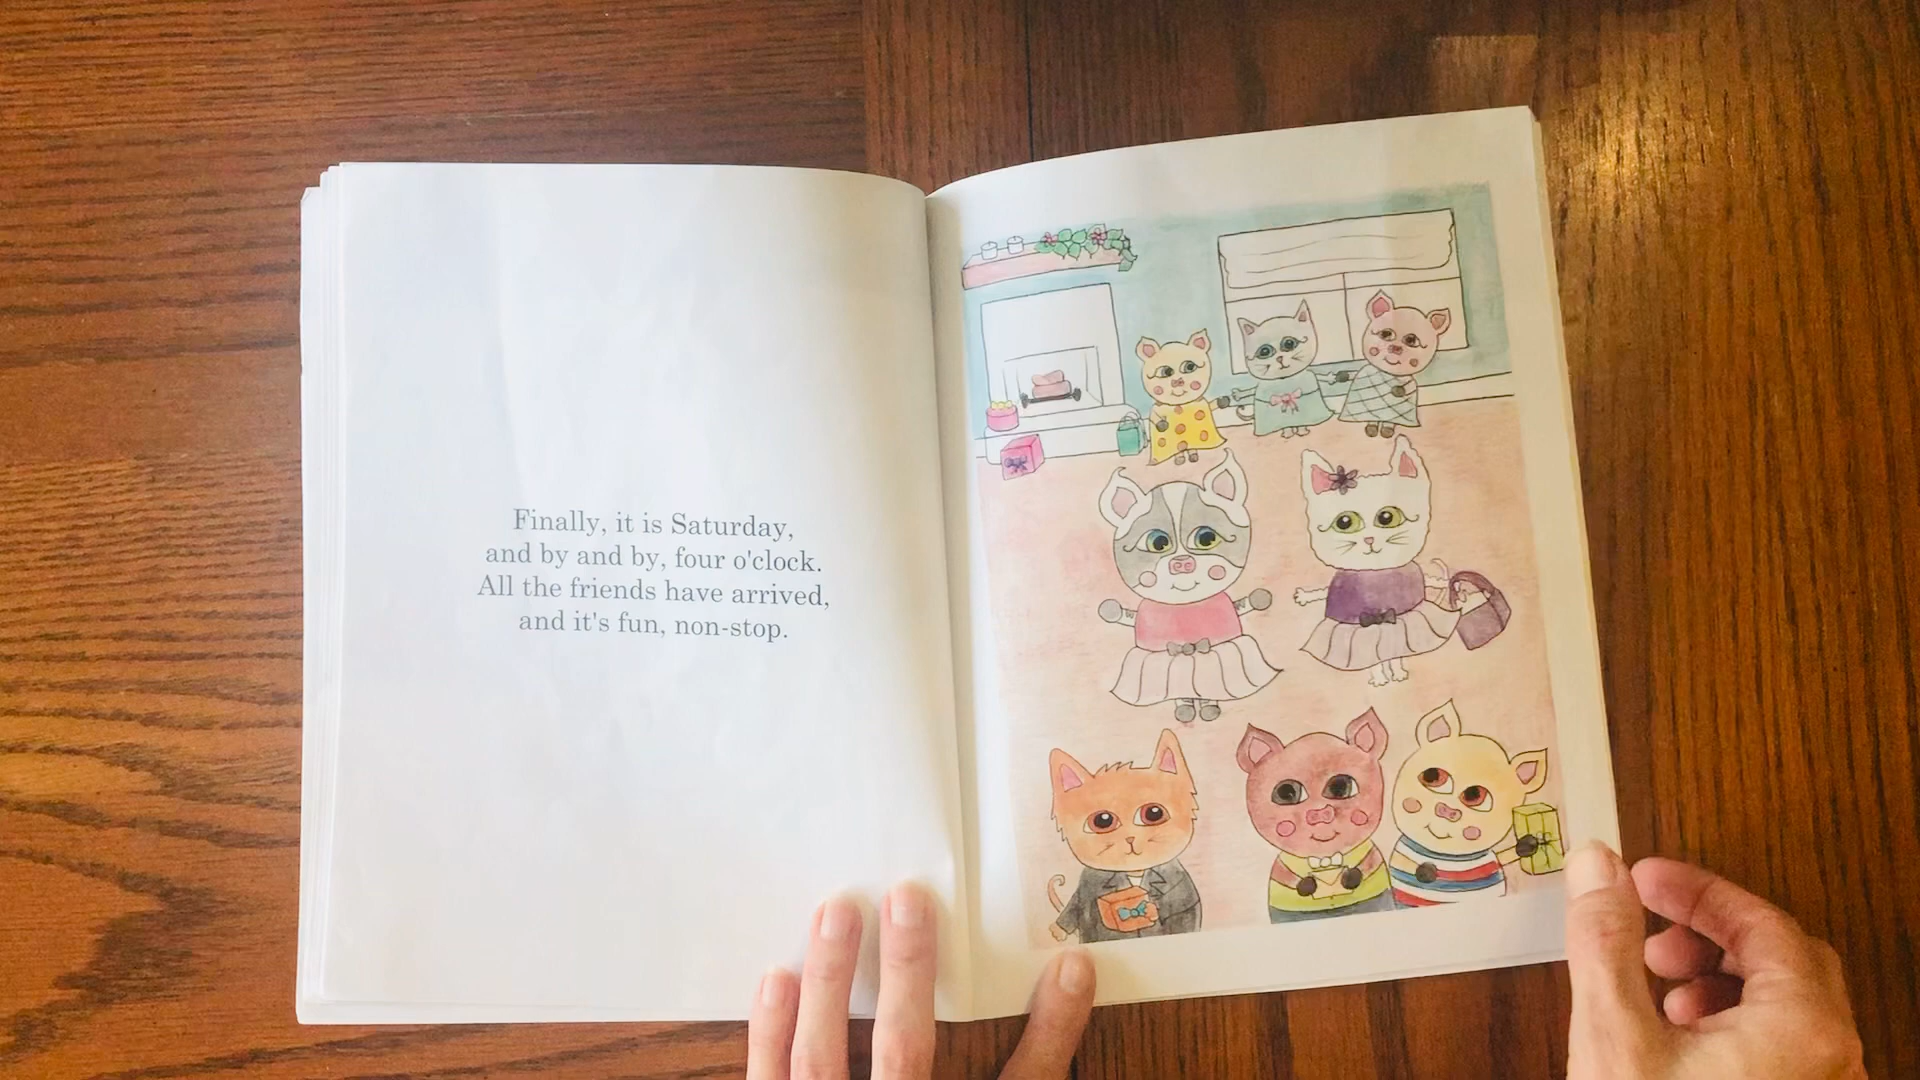 Finally, it is Saturday,
and by and by, four o'clock.
All the friends have arrived,
and it's fun, non-stop.